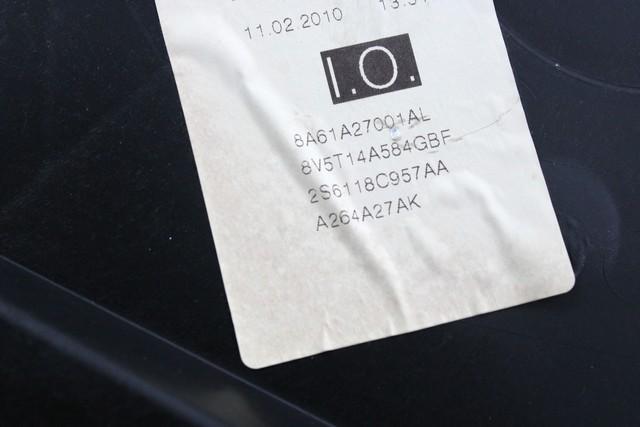 11.02.2010
I.O.
8A61A27001AL
8V5T14A584GBF
2S6118C957AA
A264A27AK